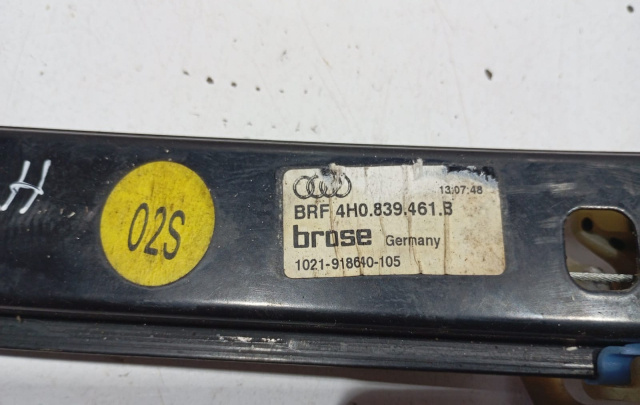 H
02S
13:07:48
BRF 4H0.839.461.B
brose Germany
1021-918640-105